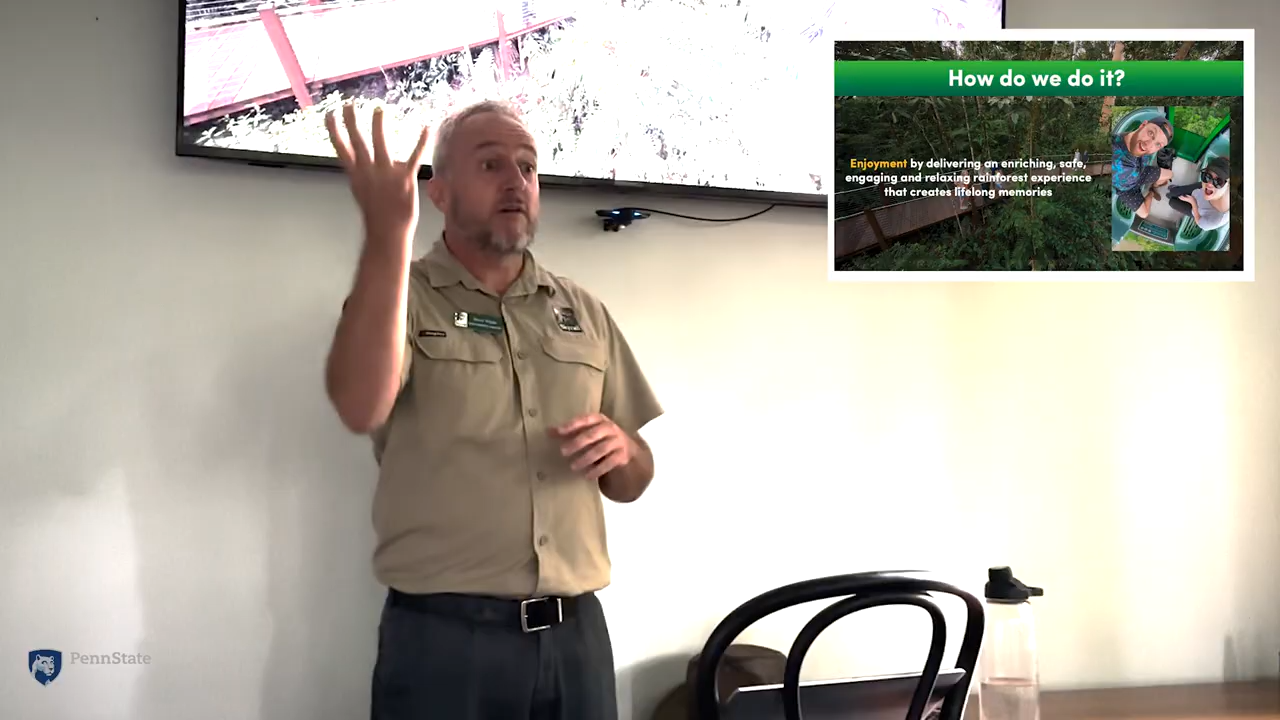 How do we do it?
Enjoyment by delivering an enriching, safe,
engaging and relaxing rainforest experience
that creates lifelong memories
PennState